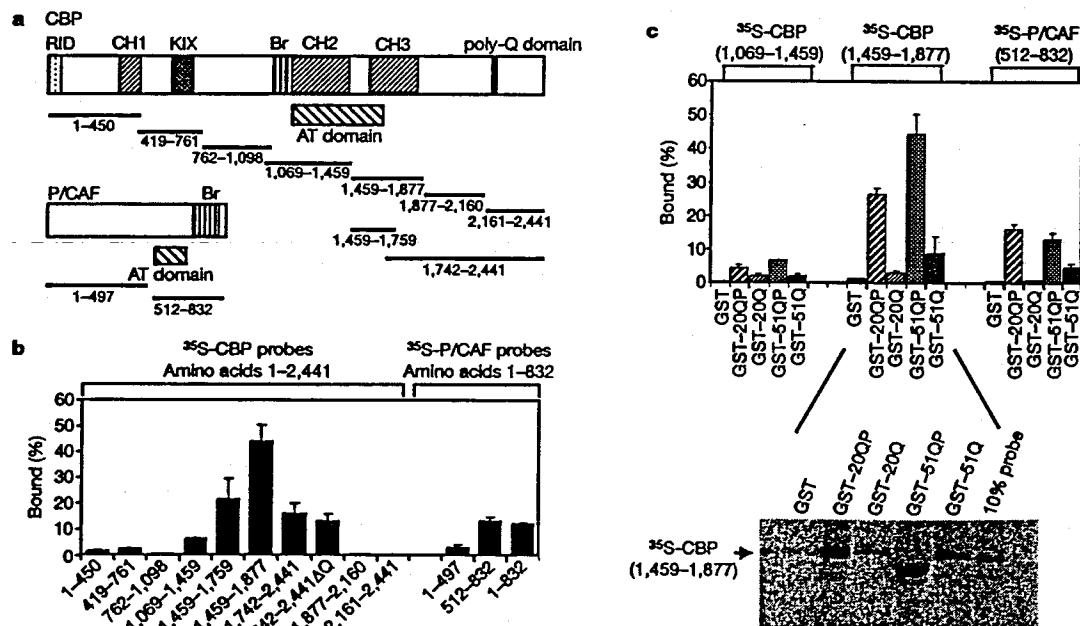 a
CBP
RID CH1 KIX Br CH2 CH3 poly-Q domain
AT domain
1–450
419–761
762–1,098
1,069–1,459
1,459–1,877
1,877–2,160
2,161–2,441
1,459–1,759
1,742–2,441
P/CAF Br
AT domain
1–497
512–832
b
35S-CBP probes
Amino acids 1–2,441
35S-P/CAF probes
Amino acids 1–832
Bound (%)
60
50
40
30
20
10
0
1–450
419–761
762–1,098
1,069–1,459
1,459–1,759
1,459–1,877
1,742–2,441
42–2,441ΔQ
1,877–2,160
2,161–2,441
1–497
512–832
1–832
c
35S-CBP
(1,069–1,459)
35S-CBP
(1,459–1,877)
35S-P/CAF
(512–832)
Bound (%)
60
50
40
30
20
10
0
GST
GST–20QP
GST–20Q
GST–51QP
GST–51Q
GST
GST–20QP
GST–20Q
GST–51QP
GST–51Q
GST
GST–20QP
GST–20Q
GST–51QP
GST–51Q
GST
GST–20QP
GST–20Q
GST–51QP
GST–51Q
10% probe
35S-CBP
(1,459–1,877)